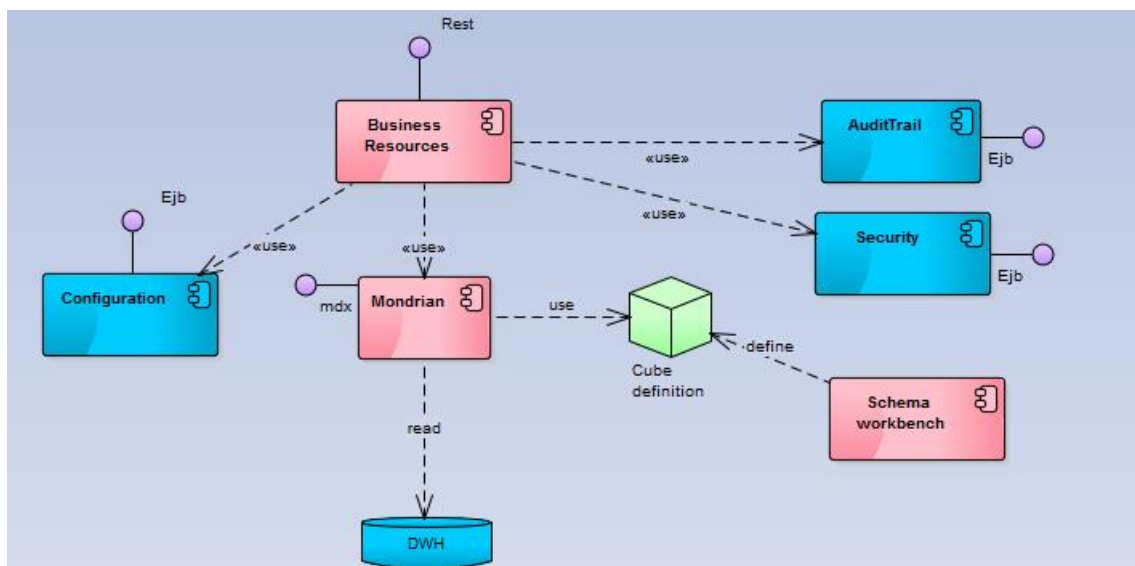 Rest
Business
Resources
AuditTrail
Ejb
«use»
«use»
Ejb
«use»
«use»
Security
Ejb
Configuration
mdx
Mondrian
use
define
Cube
definition
Schema
workbench
read
DWH